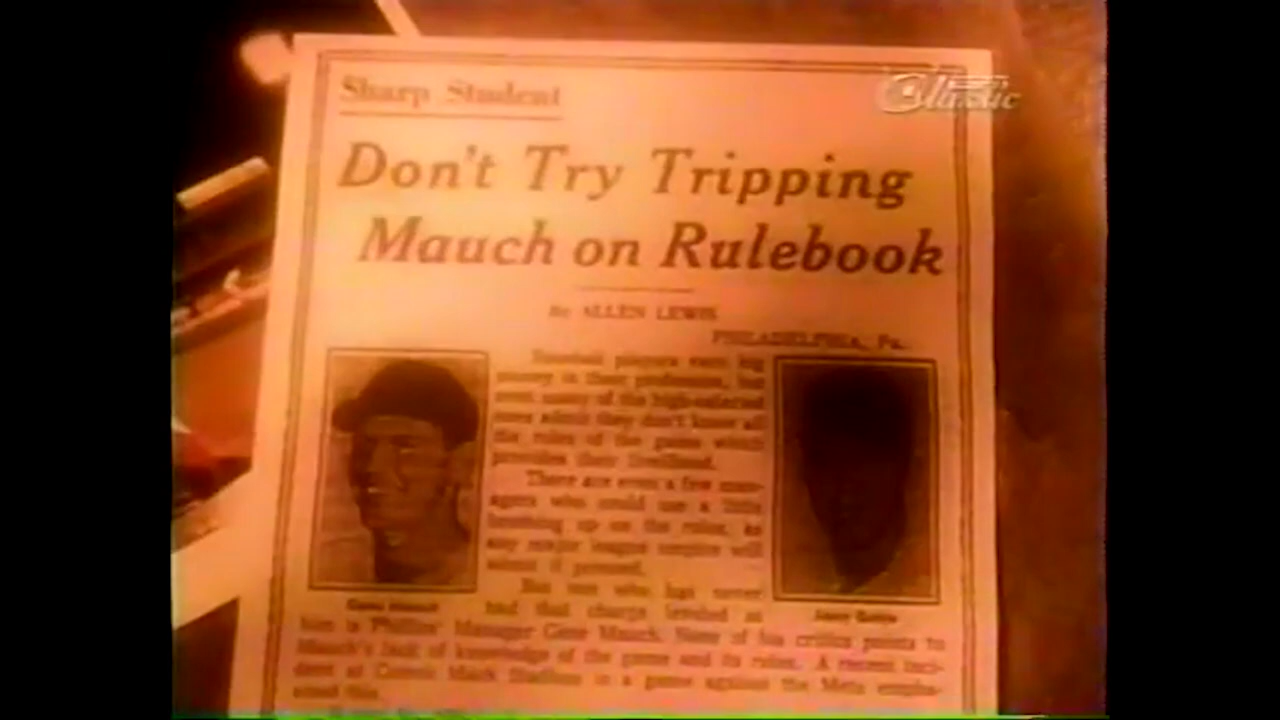 Classic
Sharp Student
Don't Try Tripping
Mauch on Rulebook
By ALLEN LEWIS
PHILADELPHIA, Pa.
Baseball players earn big
money in their profession, but
even many of the high-salaried
ones admit they don't know all
the rules of the game which
provides their livelihood.
There are even a few man-
agers who could use a little
brushing up on the rules, as
any major league umpire will
admit if pressed.
But one who has never
had that charge leveled at
Gene Mauch
him is Phillies Manager Gene Mauch. None of his critics points to
Mauch's lack of knowledge of the game and its rules. A recent inci-
dent at Connie Mack Stadium in a game against the Mets empha-
sized this.